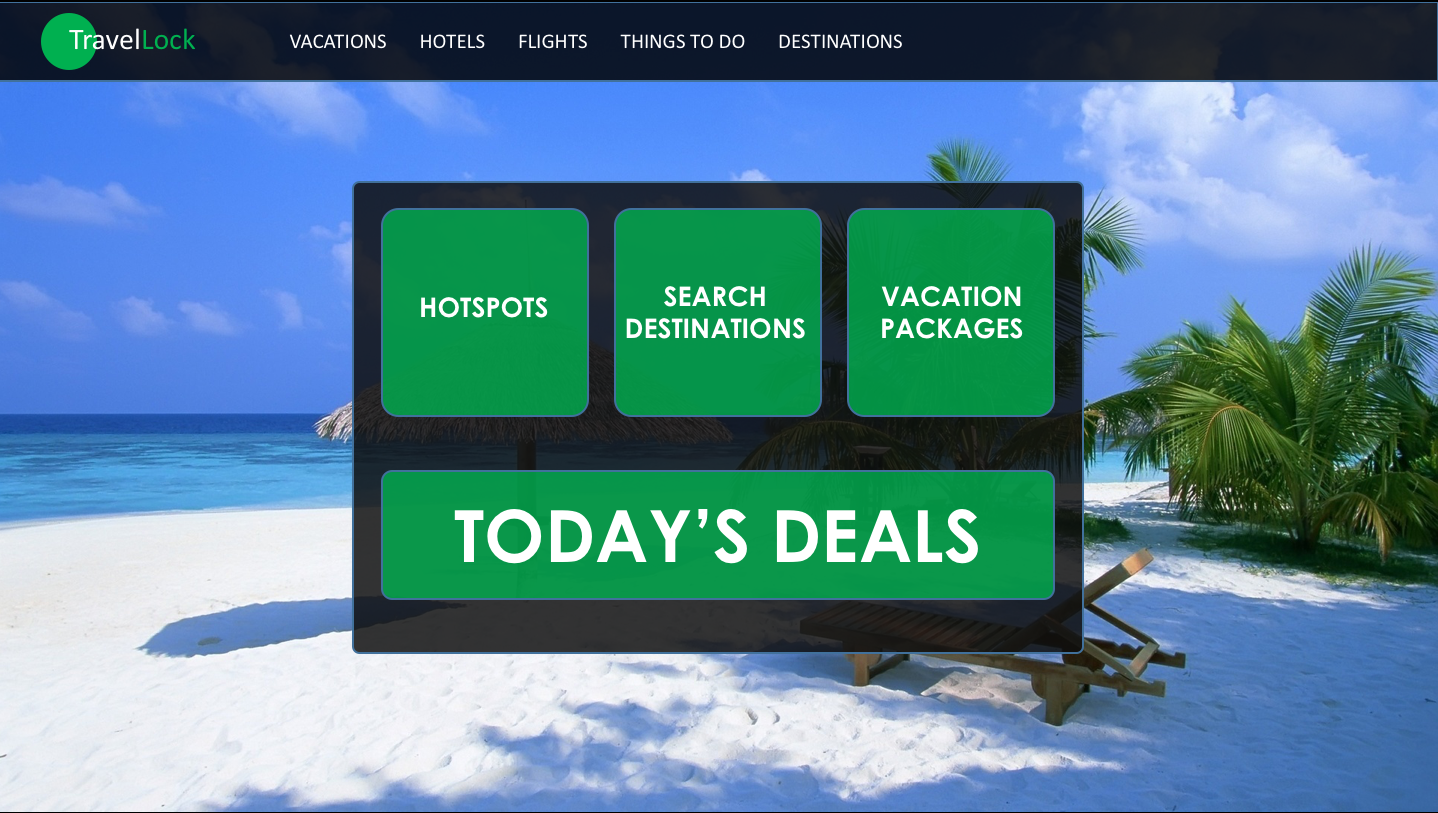 TravelLock
VACATIONS
HOTELS
FLIGHTS
THINGS TO DO
DESTINATIONS
HOTSPOTS
SEARCH
DESTINATIONS
VACATION
PACKAGES
TODAY’S DEALS